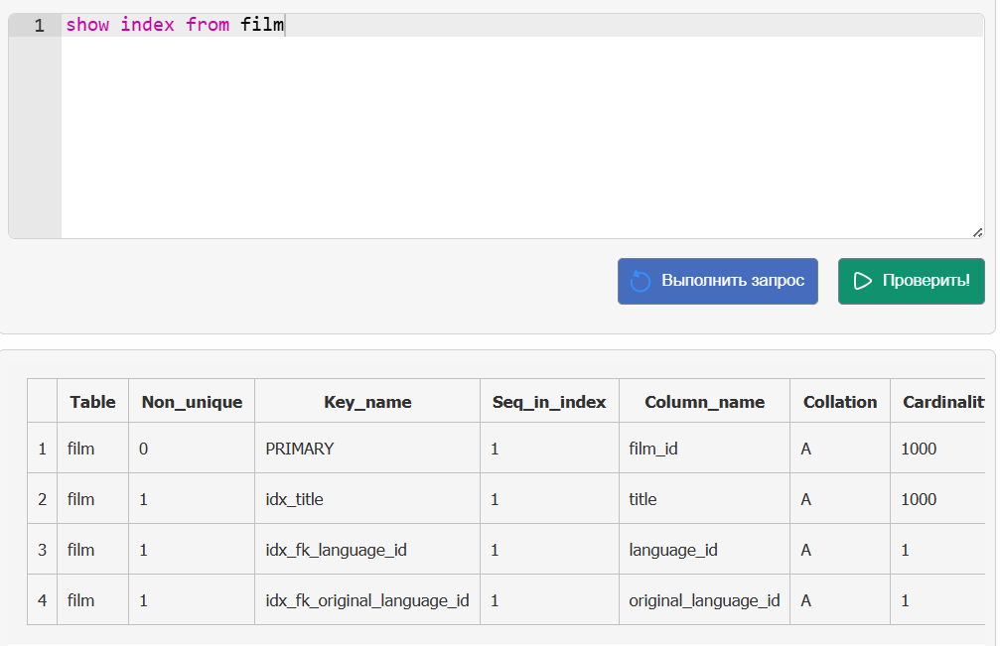 1 show index from film
Выполнить запрос Проверить!
Table Non_unique Key_name Seq_in_index Column_name Collation Cardinalit
1 film 0 PRIMARY 1 film_id A 1000
2 film 1 idx_title 1 title A 1000
3 film 1 idx_fk_language_id 1 language_id A 1
4 film 1 idx_fk_original_language_id 1 original_language_id A 1